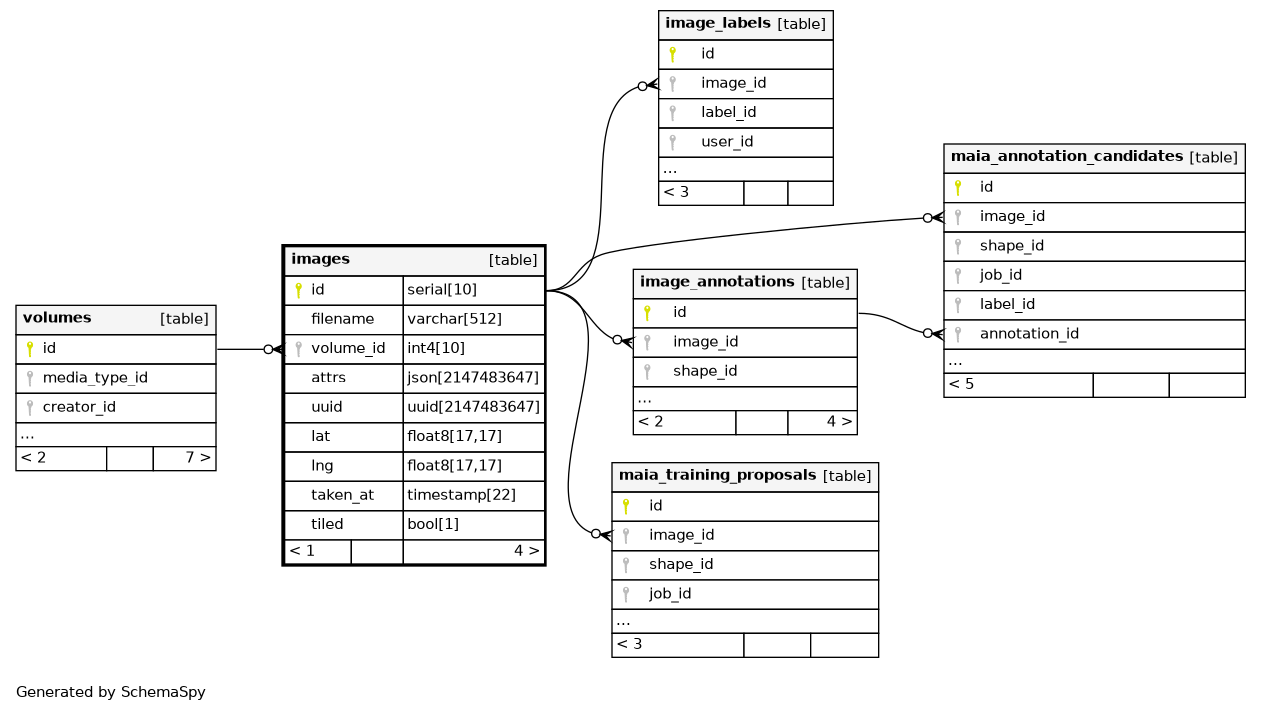 volumes [table]
id
media_type_id
creator_id
...
< 2 7 >
images [table]
id serial[10]
filename varchar[512]
volume_id int4[10]
attrs json[2147483647]
uuid uuid[2147483647]
lat float8[17,17]
lng float8[17,17]
taken_at timestamp[22]
tiled bool[1]
< 1 4 >
image_labels [table]
id
image_id
label_id
user_id
...
< 3
image_annotations [table]
id
image_id
shape_id
...
< 2 4 >
maia_training_proposals [table]
id
image_id
shape_id
job_id
...
< 3
maia_annotation_candidates [table]
id
image_id
shape_id
job_id
label_id
annotation_id
...
< 5
Generated by SchemaSpy